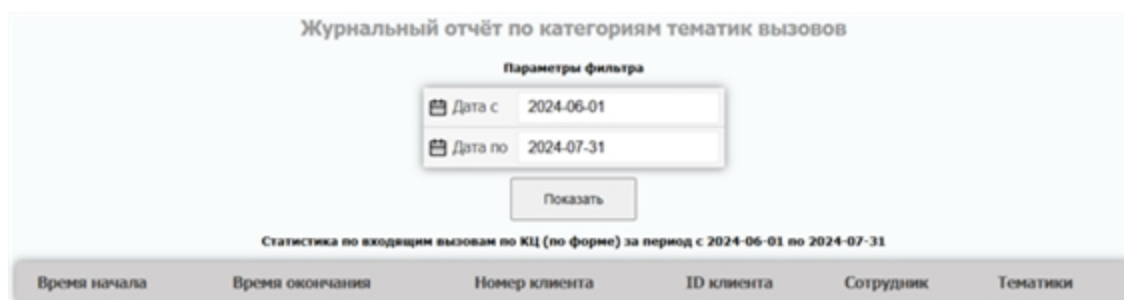 Журнальный отчёт по категориям тематик вызовов
Параметры фильтра
Дата с 2024-06-01
Дата по 2024-07-31
Показать
Статистика по входящим вызовам по КЦ (по форме) за период с 2024-06-01 по 2024-07-31
Время начала Время окончания Номер клиента ID клиента Сотрудник Тематики